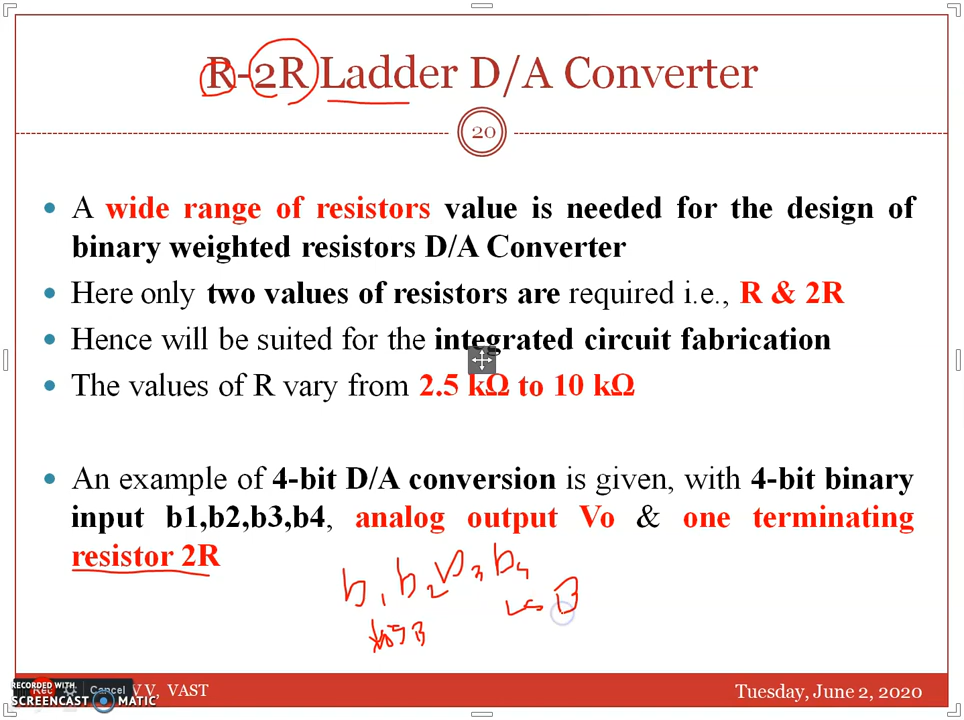 R-2R Ladder D/A Converter
20
A wide range of resistors value is needed for the design of
binary weighted resistors D/A Converter
Here only two values of resistors are required i.e., R & 2R
Hence will be suited for the integrated circuit fabrication
The values of R vary from 2.5 kΩ to 10 kΩ
An example of 4-bit D/A conversion is given, with 4-bit binary
input b1,b2,b3,b4, analog output Vo & one terminating
resistor 2R
b1 b2 b3 b4
LSB
MSB
RECORDED WITH
SCREENCAST MATIC
Rec
Cancel
V V, VAST
Tuesday, June 2, 2020